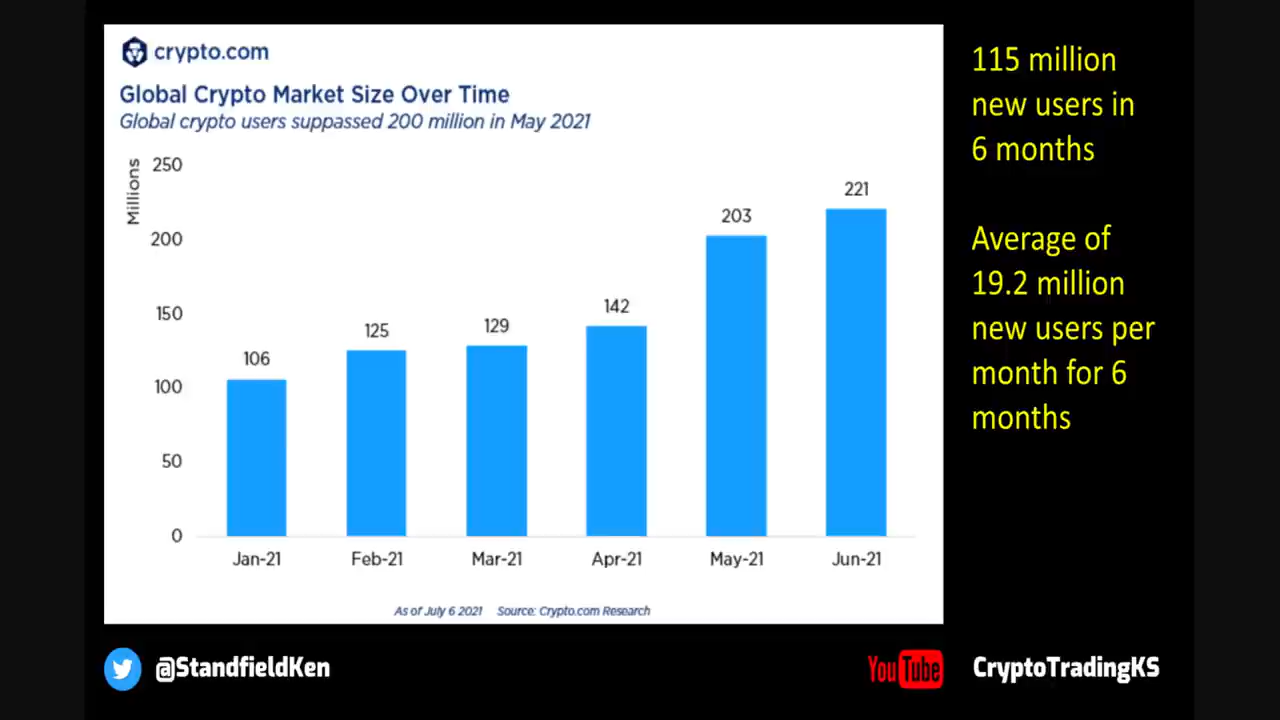 crypto.com
Global Crypto Market Size Over Time
Global crypto users suppassed 200 million in May 2021
Millions
250
200
150
100
50
0
106
125
129
142
203
221
Jan-21
Feb-21
Mar-21
Apr-21
May-21
Jun-21
As of July 6 2021 Source: Crypto.com Research
115 million
new users in
6 months
Average of
19.2 million
new users per
month for 6
months
@StandfieldKen
YouTube
CryptoTradingKS